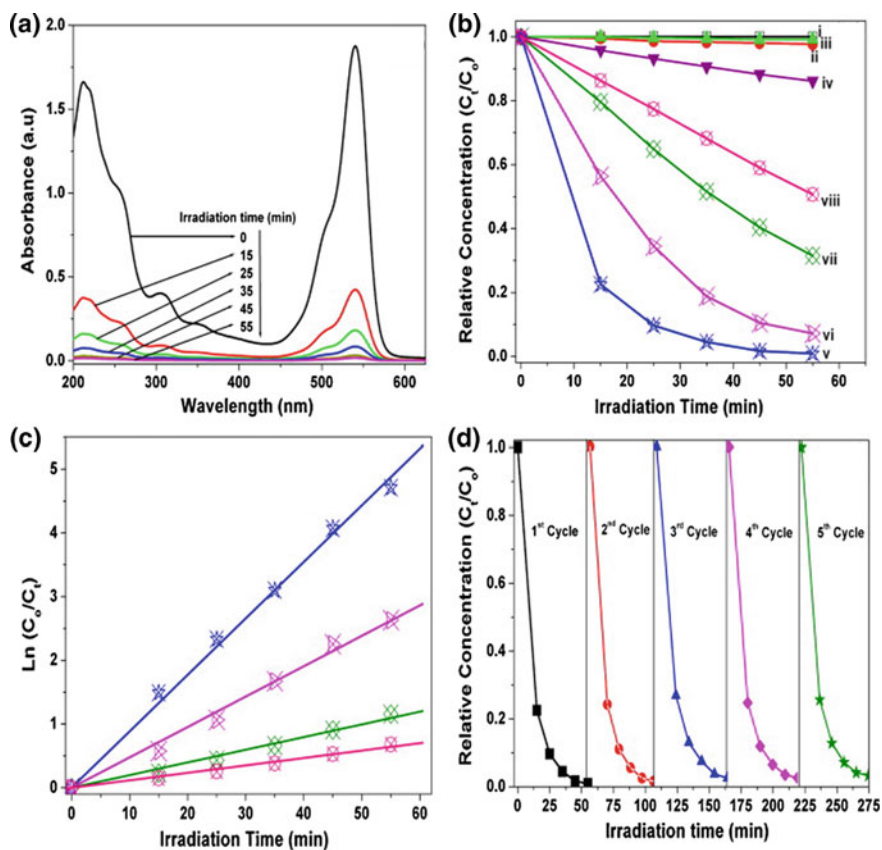 (a)
2.0
1.5
1.0
0.5
0.0
Absorbance (a.u)
Irradiation time (min)
0
15
25
35
45
55
200 300 400 500 600
Wavelength (nm)
(b)
1.0
0.8
0.6
0.4
0.2
0.0
Relative Concentration (Cₜ/Cₒ)
i
iii
ii
iv
viii
vii
vi
v
0 10 20 30 40 50 60
Irradiation Time (min)
(c)
5
4
3
2
1
0
Ln (Cₒ/Cₜ)
0 10 20 30 40 50 60
Irradiation Time (min)
(d)
1.0
0.8
0.6
0.4
0.2
0.0
Relative Concentration (Cₜ/Cₒ)
1st Cycle
2nd Cycle
3rd Cycle
4th Cycle
5th Cycle
0 25 50 75 100 125 150 175 200 225 250 275
Irradiation time (min)